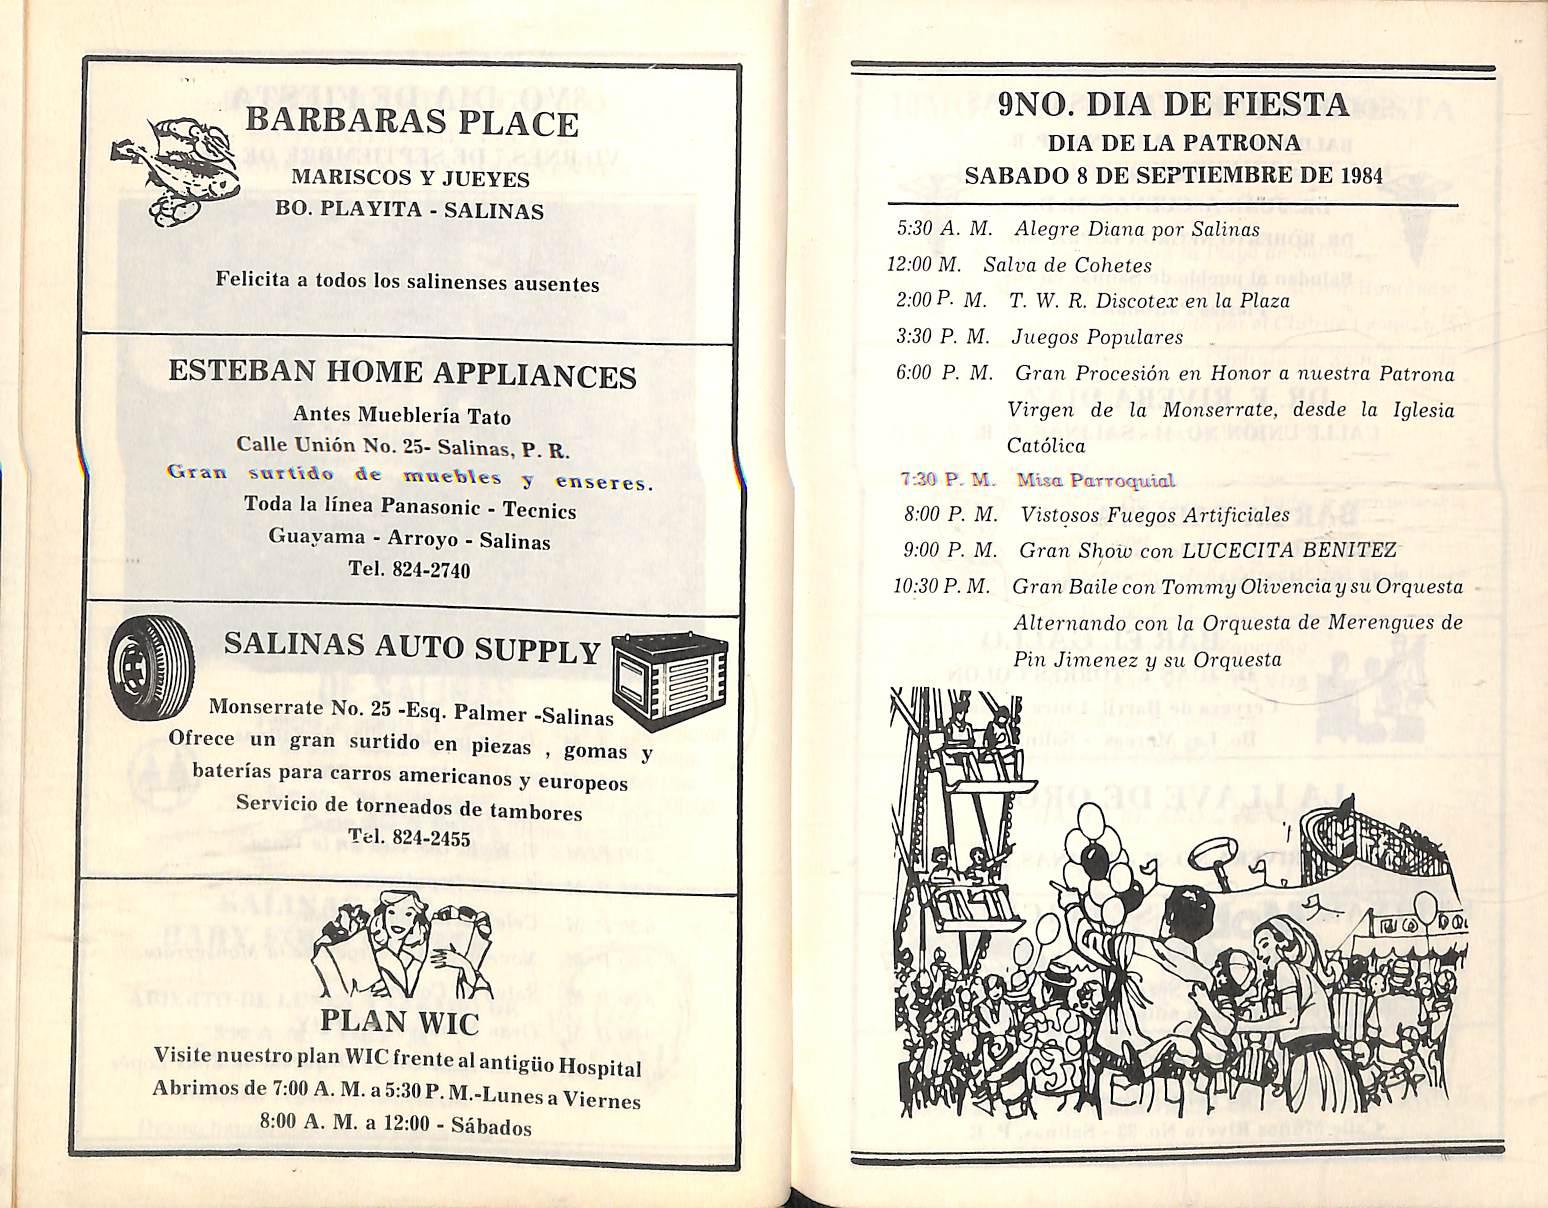 BARBARAS PLACE
MARISCOS Y JUEYES
BO. PLAYITA - SALINAS
Felicita a todos los salinenses ausentes
ESTEBAN HOME APPLIANCES
Antes Mueblería Tato
Calle Unión No. 25- Salinas, P. R.
Gran surtido de muebles y enseres.
Toda la línea Panasonic - Tecnics
Guayama - Arroyo - Salinas
Tel. 824-2740
SALINAS AUTO SUPPLY
Monserrate No. 25 -Esq. Palmer -Salinas
Ofrece un gran surtido en piezas , gomas y
baterías para carros americanos y europeos
Servicio de torneados de tambores
Tel. 824-2455
PLAN WIC
Visite nuestro plan WIC frente al antigüo Hospital
Abrimos de 7:00 A. M. a 5:30 P. M.-Lunes a Viernes
8:00 A. M. a 12:00 - Sábados
9NO. DIA DE FIESTA
DIA DE LA PATRONA
SABADO 8 DE SEPTIEMBRE DE 1984
5:30 A. M. Alegre Diana por Salinas
12:00 M. Salva de Cohetes
2:00 P. M. T. W. R. Discotex en la Plaza
3:30 P. M. Juegos Populares
6:00 P. M. Gran Procesión en Honor a nuestra Patrona
Virgen de la Monserrate, desde la Iglesia
Católica
7:30 P. M. Misa Parroquial
8:00 P. M. Vistosos Fuegos Artificiales
9:00 P. M. Gran Show con LUCECITA BENITEZ
10:30 P. M. Gran Baile con Tommy Olivencia y su Orquesta
Alternando con la Orquesta de Merengues de
Pin Jimenez y su Orquesta